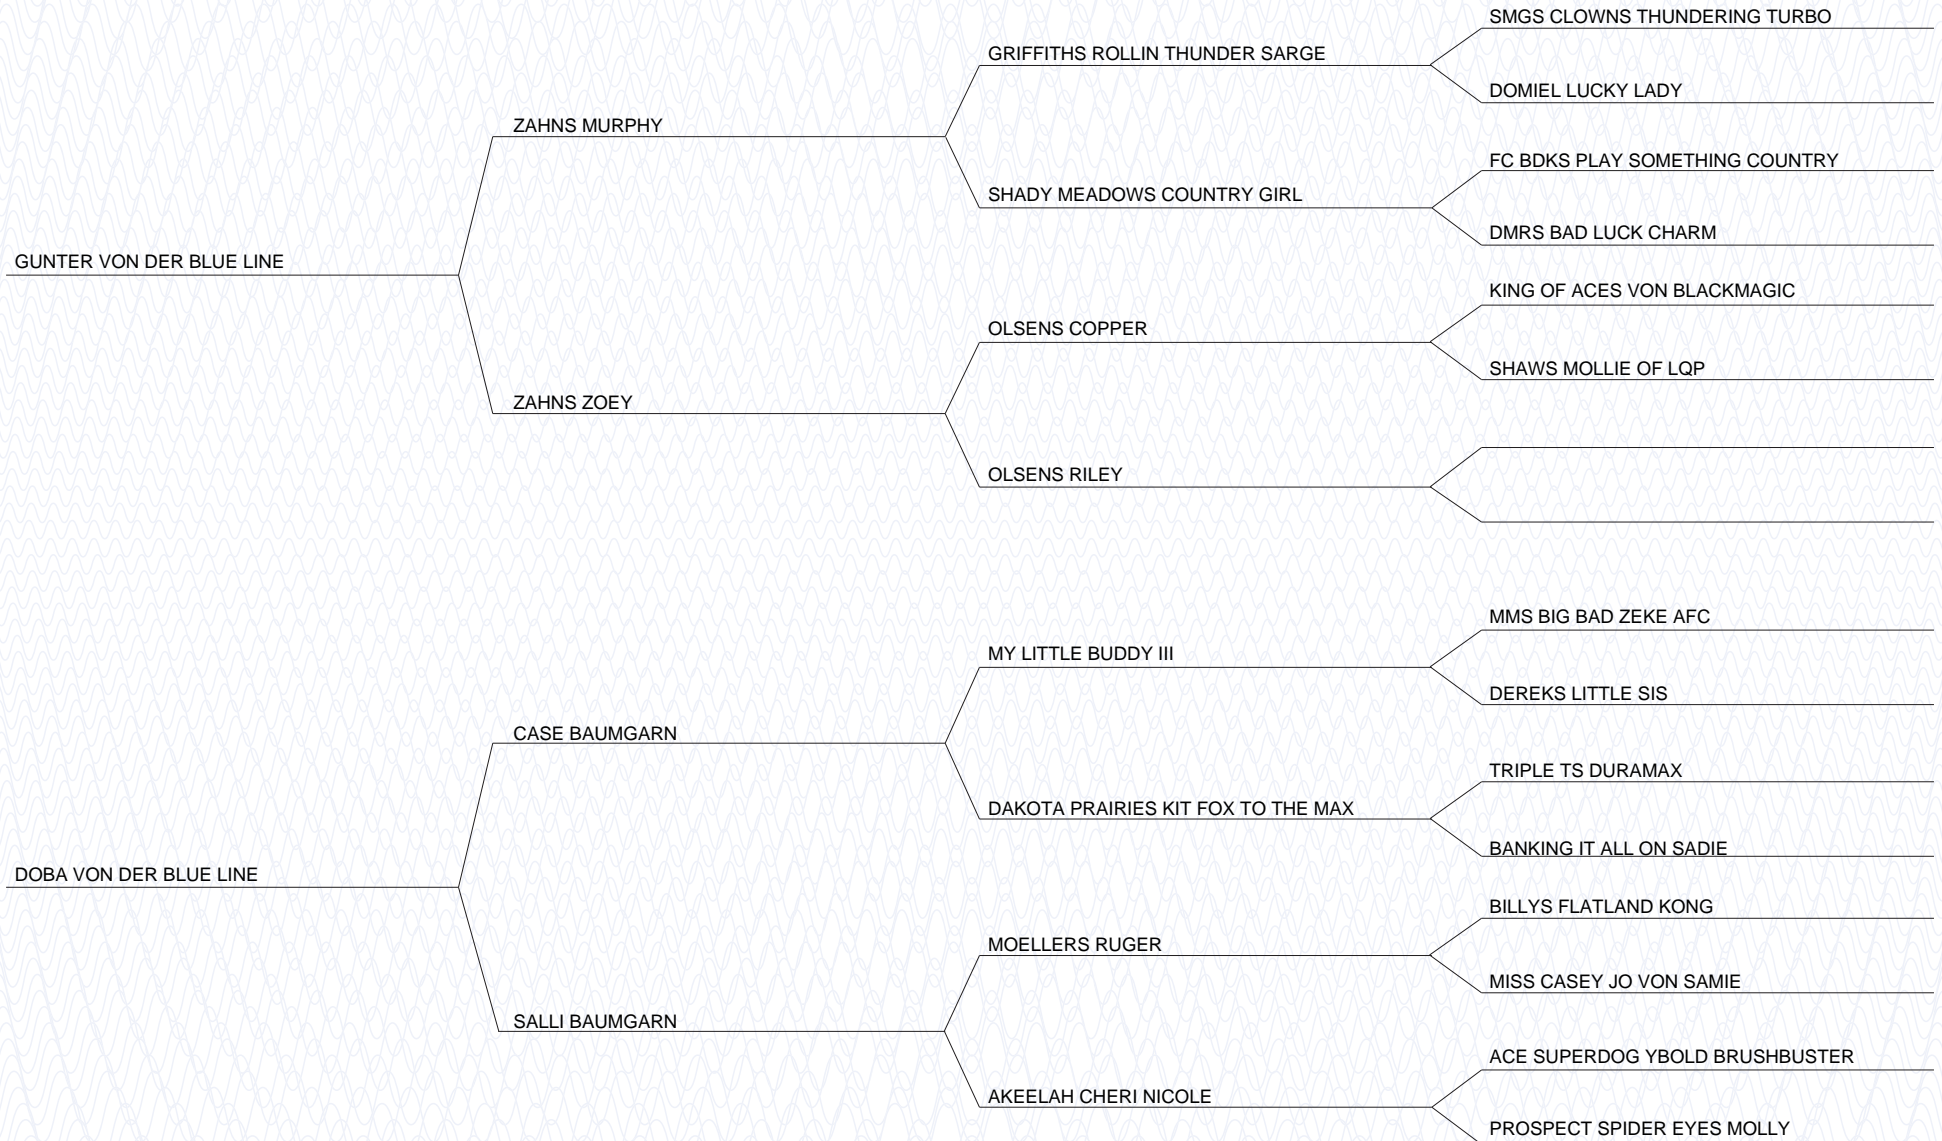 SMGS CLOWNS THUNDERING TURBO
GRIFFITHS ROLLIN THUNDER SARGE
DOMIEL LUCKY LADY
ZAHNS MURPHY
FC BDKS PLAY SOMETHING COUNTRY
SHADY MEADOWS COUNTRY GIRL
DMRS BAD LUCK CHARM
GUNTER VON DER BLUE LINE
KING OF ACES VON BLACKMAGIC
OLSENS COPPER
SHAWS MOLLIE OF LQP
ZAHNS ZOEY
OLSENS RILEY
MMS BIG BAD ZEKE AFC
MY LITTLE BUDDY III
DEREKS LITTLE SIS
CASE BAUMGARN
TRIPLE TS DURAMAX
DAKOTA PRAIRIES KIT FOX TO THE MAX
BANKING IT ALL ON SADIE
DOBA VON DER BLUE LINE
BILLYS FLATLAND KONG
MOELLERS RUGER
MISS CASEY JO VON SAMIE
SALLI BAUMGARN
ACE SUPERDOG YBOLD BRUSHBUSTER
AKEELAH CHERI NICOLE
PROSPECT SPIDER EYES MOLLY